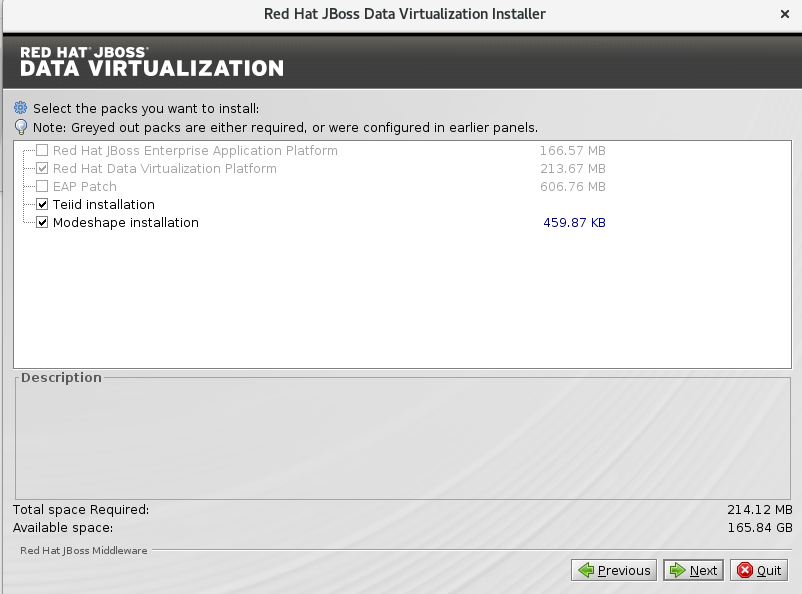 Red Hat JBoss Data Virtualization Installer
RED HAT® JBOSS®
DATA VIRTUALIZATION
Select the packs you want to install:
Note: Greyed out packs are either required, or were configured in earlier panels.
Red Hat JBoss Enterprise Application Platform 166.57 MB
Red Hat Data Virtualization Platform 213.67 MB
EAP Patch 606.76 MB
Teiid installation
Modeshape installation 459.87 KB
Description
Total space Required: 214.12 MB
Available space: 165.84 GB
Red Hat JBoss Middleware
Previous Next Quit